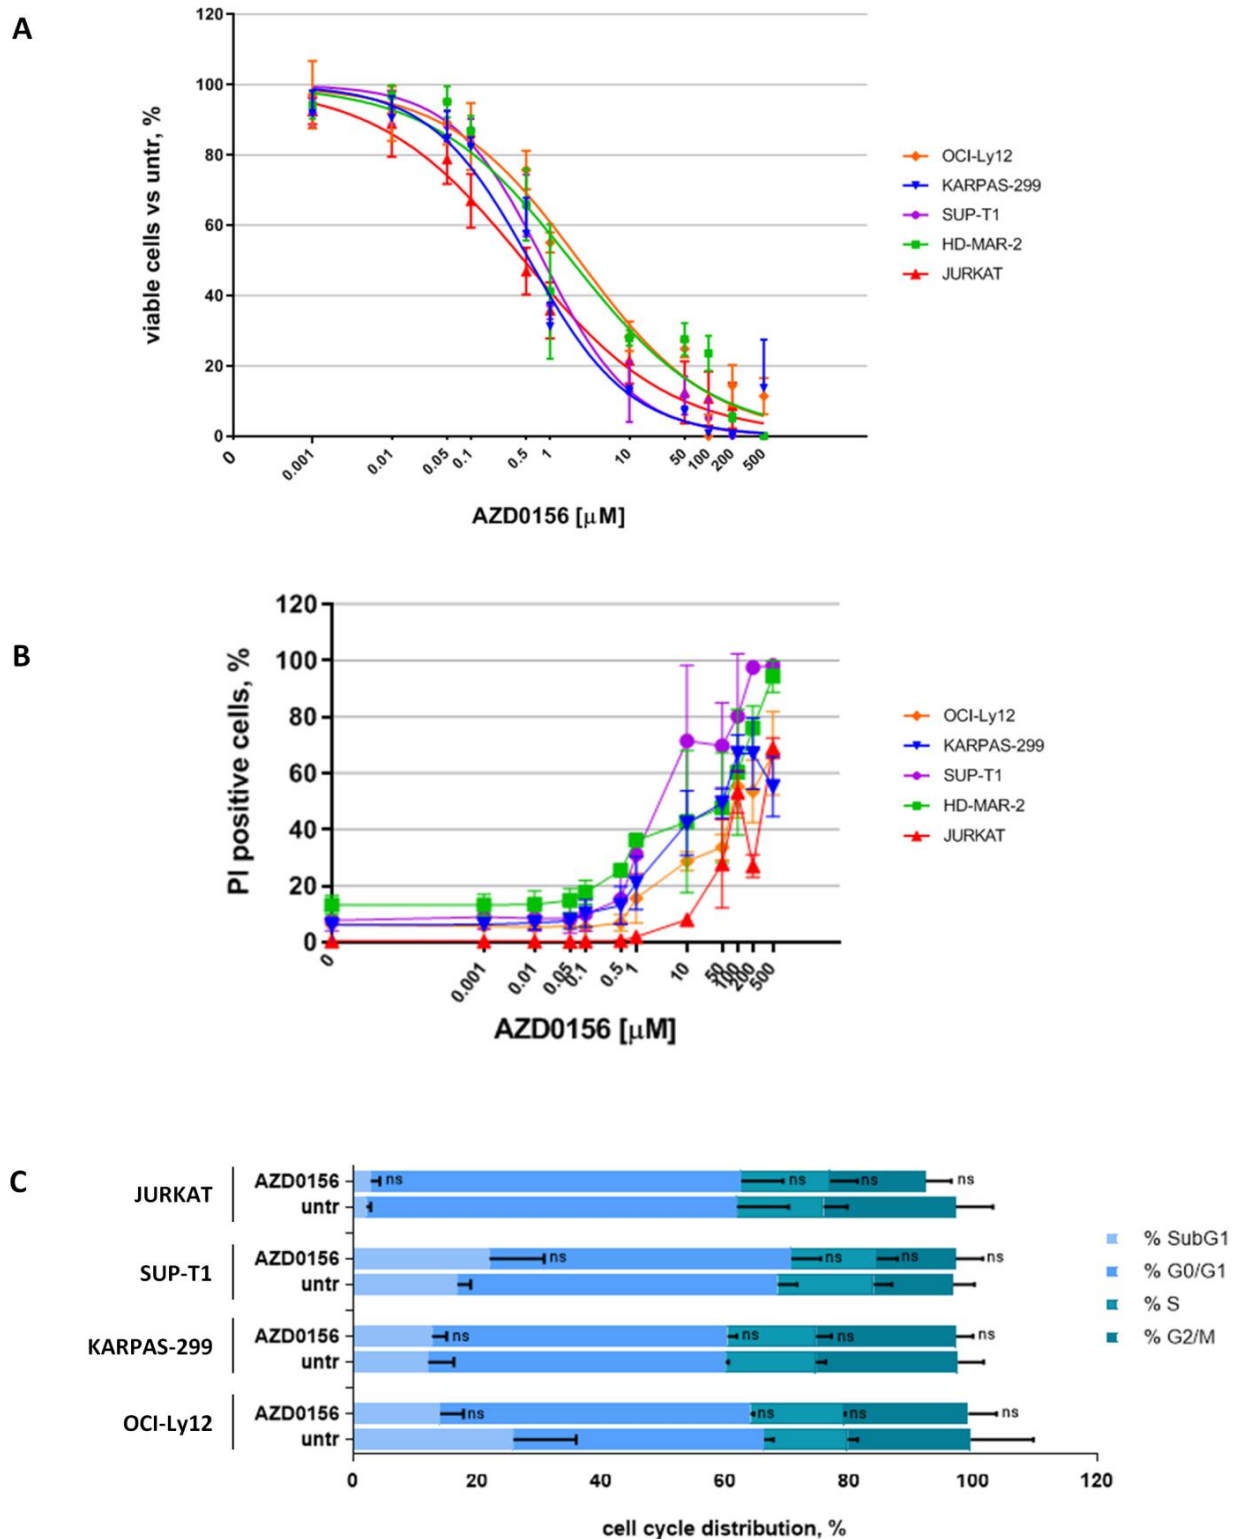 A
120
100
80
60
40
20
0
viable cells vs untr, %
0 0.001 0.01 0.05 0.1 0.5 1 10 50 100 200 500
AZD0156 [μM]
OCI-Ly12
KARPAS-299
SUP-T1
HD-MAR-2
JURKAT
B
120
100
80
60
40
20
0
PI positive cells, %
0 0.001 0.01 0.05 0.1 0.5 1 10 50 100 200 500
AZD0156 [μM]
OCI-Ly12
KARPAS-299
SUP-T1
HD-MAR-2
JURKAT
C
JURKAT
AZD0156 ns ns ns ns
untr
SUP-T1
AZD0156 ns ns ns ns
untr
KARPAS-299
AZD0156 ns ns ns ns
untr
OCI-Ly12
AZD0156 ns ns ns ns
untr
0 20 40 60 80 100 120
cell cycle distribution, %
% SubG1
% G0/G1
% S
% G2/M